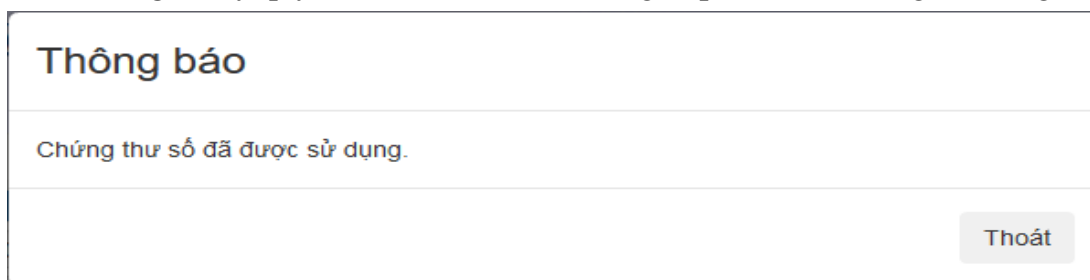 Thông báo
Chứng thư số đã được sử dụng.
Thoát